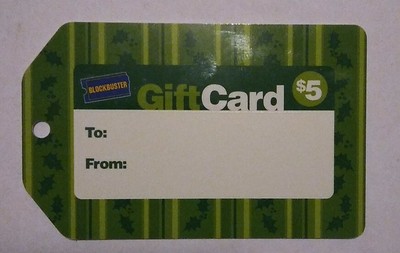 BLOCKBUSTER
GiftCard $5
To:
From: